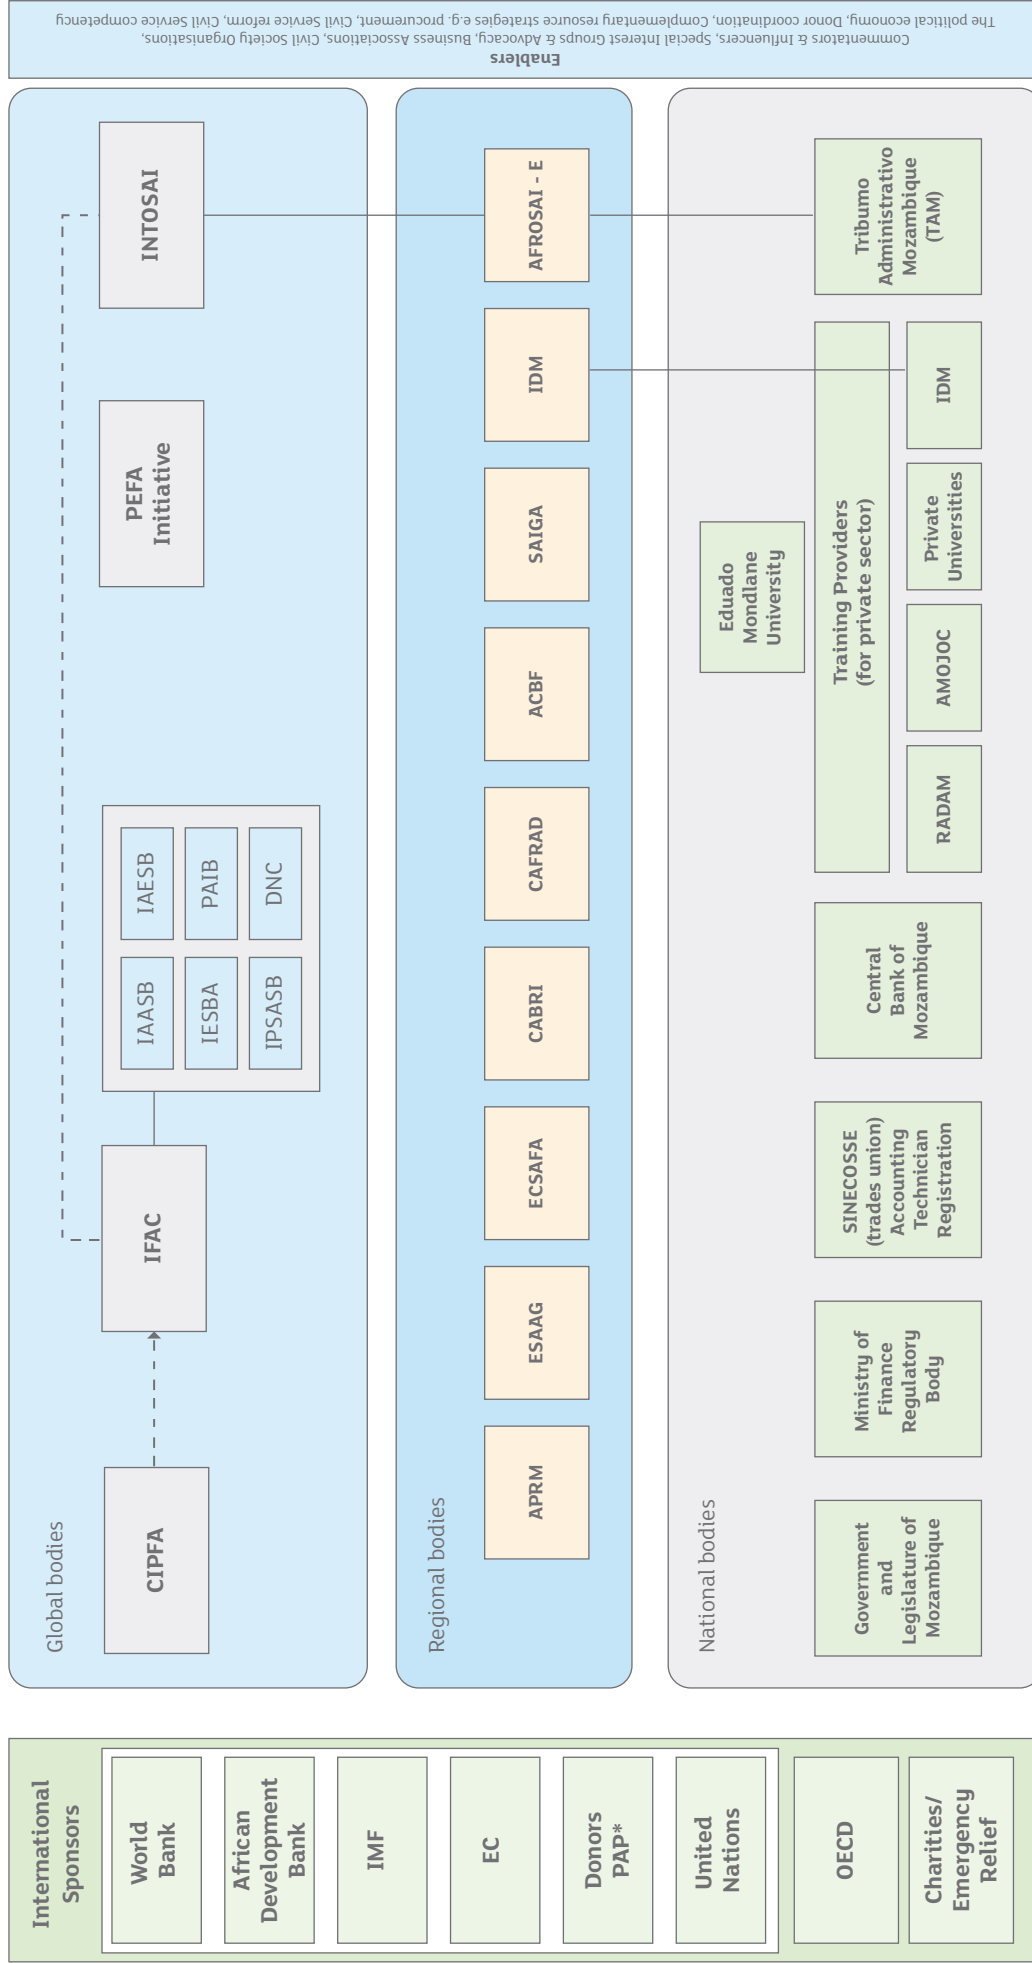 International
Sponsors
World
Bank
African
Development
Bank
IMF
EC
Donors
PAP*
United
Nations
OECD
Charities/
Emergency
Relief
Global bodies
CIPFA
IFAC
IAASB
IAESB
IESBA
PAIB
IPSASB
DNC
PEFA
Initiative
INTOSAI
Regional bodies
APRM
ESAAG
ECSAFA
CABRI
CAFRAD
ACBF
SAIGA
IDM
AFROSAI - E
National bodies
Government
and
Legislature of
Mozambique
Ministry of
Finance
Regulatory
Body
SINECOSSE
(trades union)
Accounting
Technician
Registration
Central
Bank of
Mozambique
Eduado
Mondlane
University
Training Providers
(for private sector)
RADAM
AMOJOC
Private
Universities
IDM
Tribumo
Administrativo
Mozambique
(TAM)
Enablers
Commentators & Influencers, Special Interest Groups & Advocacy, Business Associations, Civil Society Organisations,
The political economy, Donor coordination, Complementary resource strategies e.g. procurement, Civil Service reform, Civil Service competency